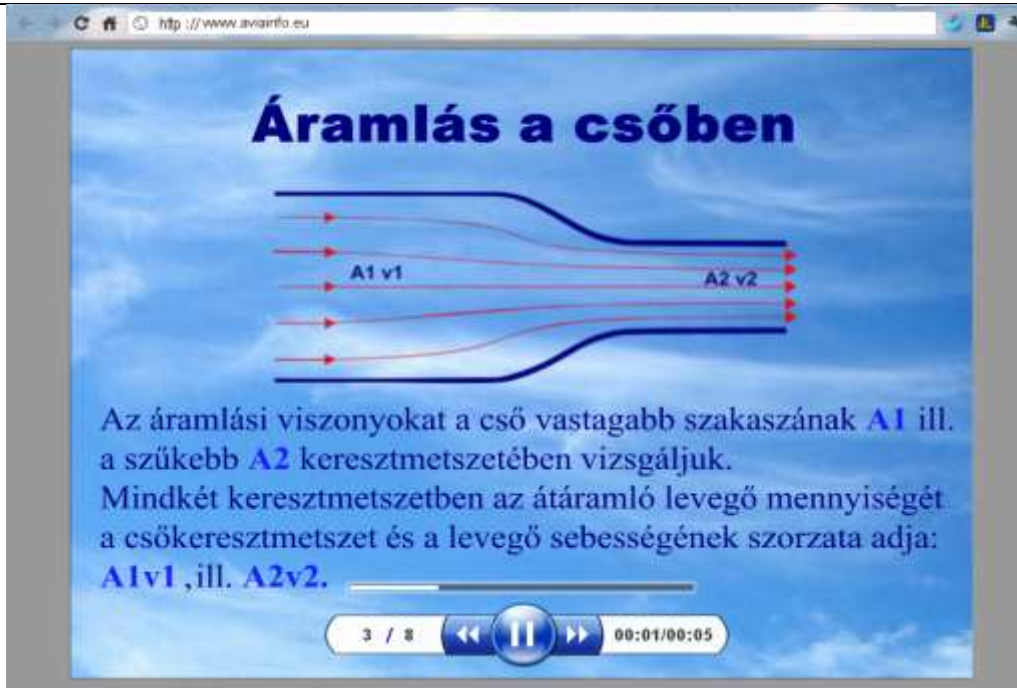 http://www.aviainfo.eu
Áramlás a csőben
A1 v1
A2 v2
Az áramlási viszonyokat a cső vastagabb szakaszának A1 ill.
a szűkebb A2 keresztmetszetében vizsgáljuk.
Mindkét keresztmetszetben az átáramló levegő mennyiségét
a csőkeresztmetszet és a levegő sebességének szorzata adja:
A1v1 ,ill. A2v2.
3 / 8
00:01/00:05